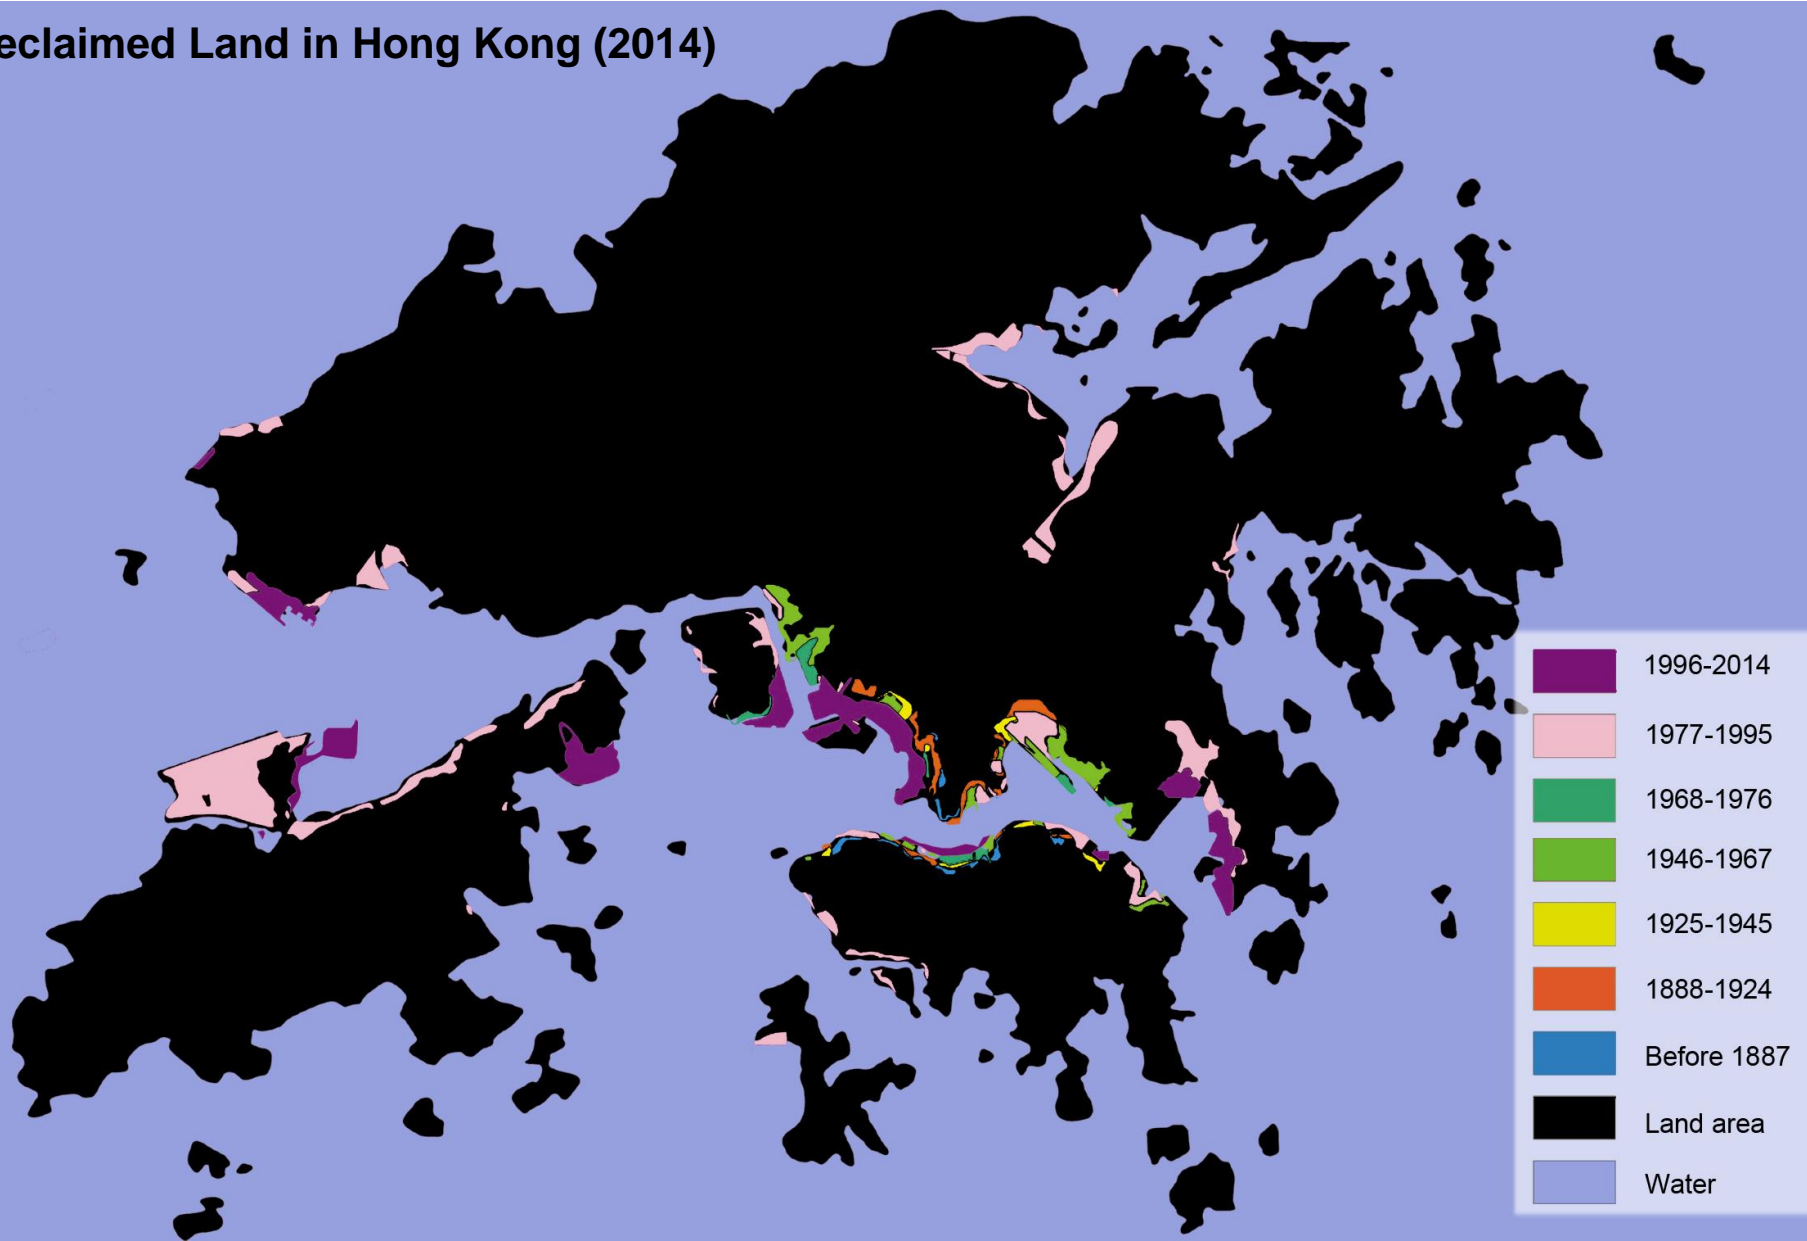 eclaimed Land in Hong Kong (2014)
1996-2014
1977-1995
1968-1976
1946-1967
1925-1945
1888-1924
Before 1887
Land area
Water